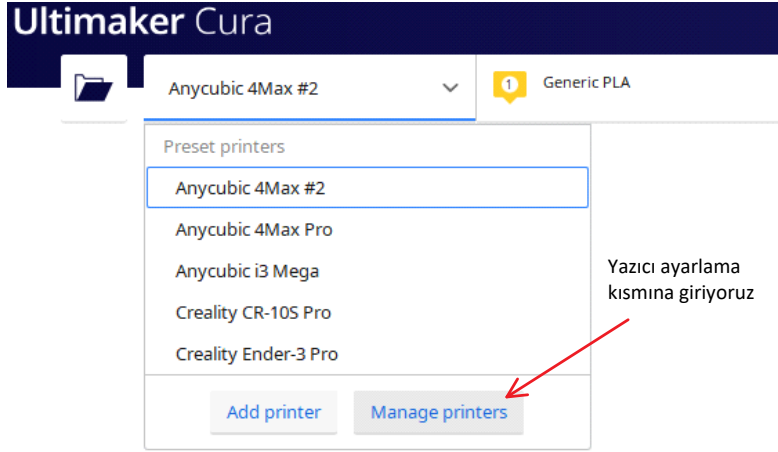 Ultimaker Cura
Anycubic 4Max #2
1
Generic PLA
Preset printers
Anycubic 4Max #2
Anycubic 4Max Pro
Anycubic i3 Mega
Creality CR-10S Pro
Creality Ender-3 Pro
Yazıcı ayarlama
kısmına giriyoruz
Add printer
Manage printers